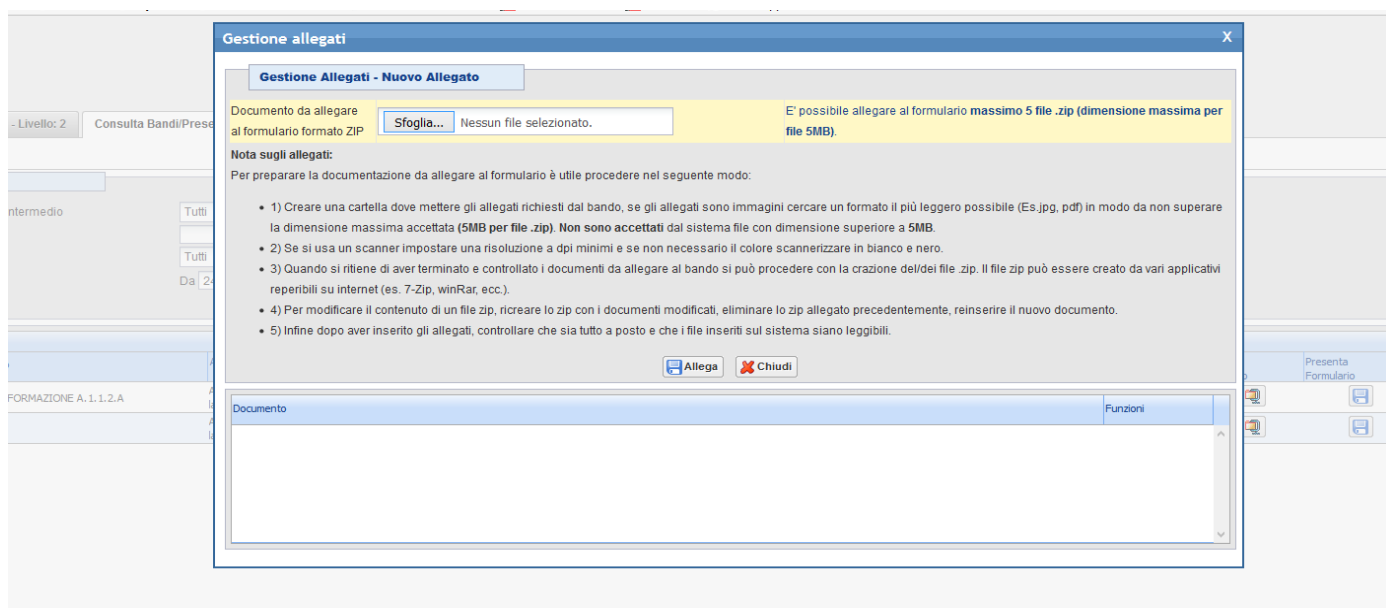 Gestione allegati
X
Gestione Allegati - Nuovo Allegato
Documento da allegare
al formulario formato ZIP
Sfoglia...
Nessun file selezionato.
E' possibile allegare al formulario massimo 5 file .zip (dimensione massima per
file 5MB).
Nota sugli allegati:
Per preparare la documentazione da allegare al formulario è utile procedere nel seguente modo:
• 1) Creare una cartella dove mettere gli allegati richiesti dal bando, se gli allegati sono immagini cercare un formato il più leggero possibile (Es.jpg, pdf) in modo da non superare
la dimensione massima accettata (5MB per file .zip). Non sono accettati dal sistema file con dimensione superiore a 5MB.
• 2) Se si usa un scanner impostare una risoluzione a dpi minimi e se non necessario il colore scannerizzare in bianco e nero.
• 3) Quando si ritiene di aver terminato e controllato i documenti da allegare al bando si può procedere con la crazione del/dei file .zip. Il file zip può essere creato da vari applicativi
reperibili su internet (es. 7-Zip, winRar, ecc.).
• 4) Per modificare il contenuto di un file zip, ricreare lo zip con i documenti modificati, eliminare lo zip allegato precedentemente, reinserire il nuovo documento.
• 5) Infine dopo aver inserito gli allegati, controllare che sia tutto a posto e che i file inseriti sul sistema siano leggibili.
Allega
Chiudi
Documento
Funzioni
- Livello: 2
Consulta Bandi/Prese
ntermedio
Tutti
Tutti
Da 24
Presenta
Formulario
FORMAZIONE A.1.1.2.A